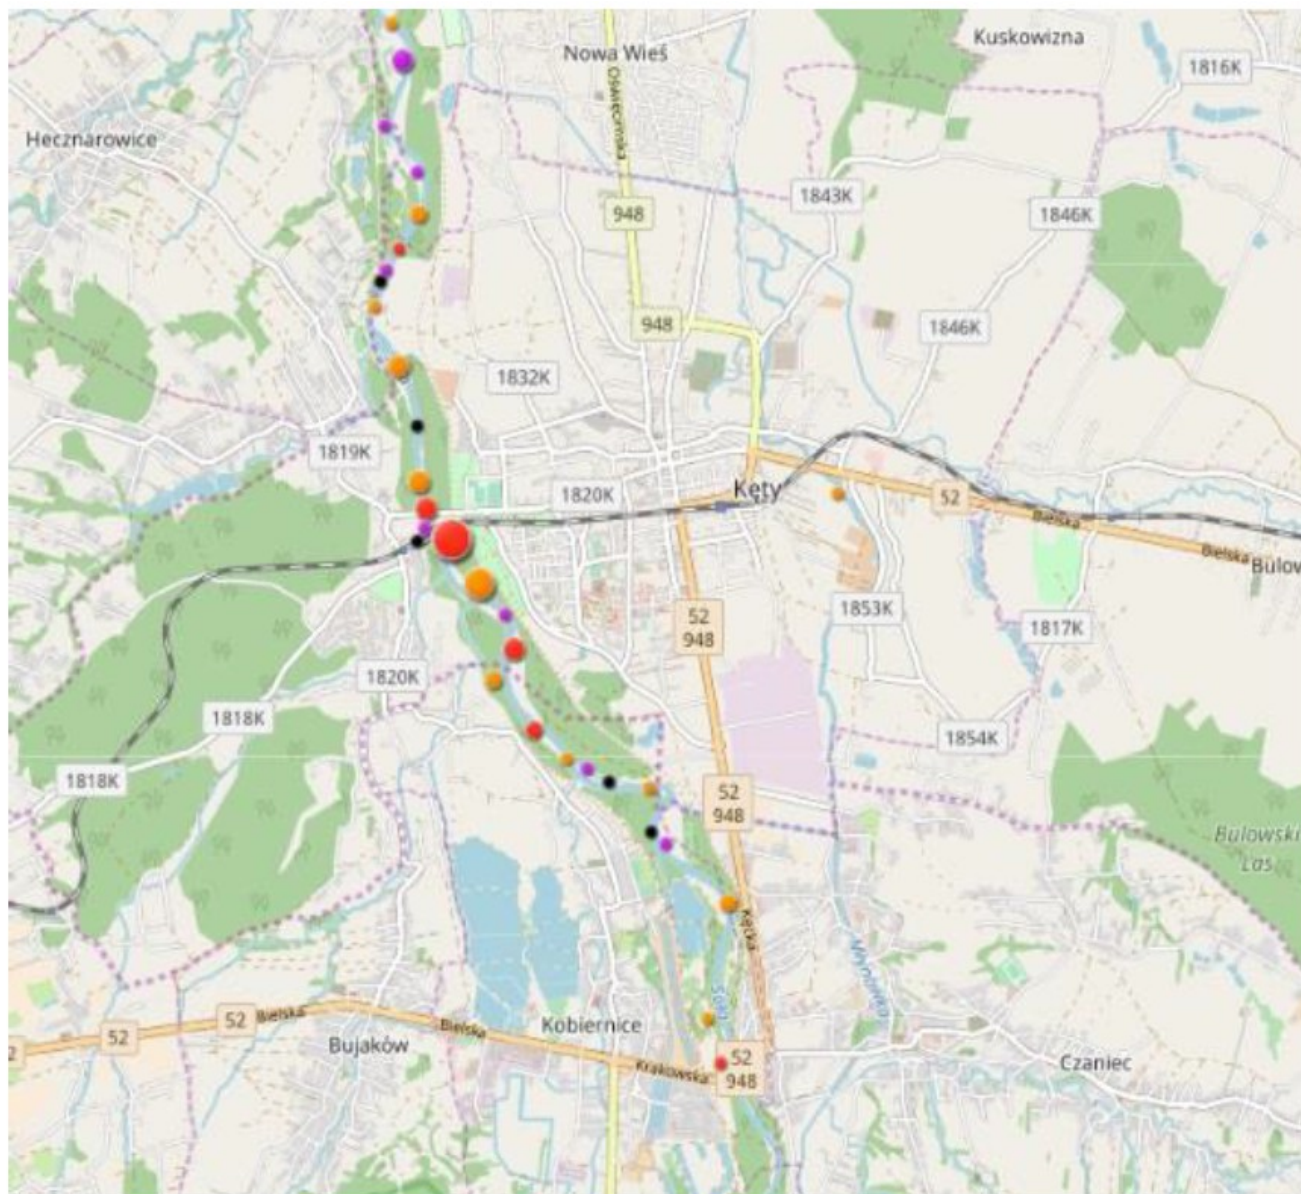 Kuskowizna
Nowa Wieś
1816K
Oświęcimska
Hecznarowice
1843K
1846K
948
948
1846K
1832K
1819K
1820K
Kęty
52
Bielska
Bielska
Bulow
1853K
52
948
1817K
1820K
1818K
1854K
1818K
52
948
Bulowski
Las
Kęcka
Młynówka
Soła
52
52
Bielska
2
Bielska
Kobiernice
Bujaków
Krakowska
52
948
Czaniec